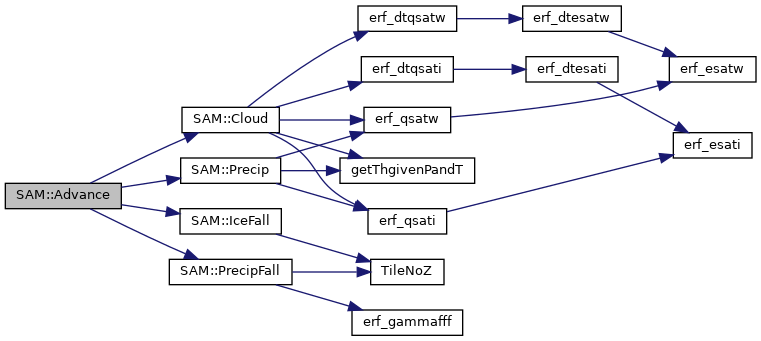 SAM::Advance
SAM::Cloud
SAM::Precip
SAM::IceFall
SAM::PrecipFall
erf_dtqsatw
erf_dtqsati
erf_qsatw
getThgivenPandT
erf_qsati
TileNoZ
erf_gammafff
erf_dtesatw
erf_dtesati
erf_esatw
erf_esati